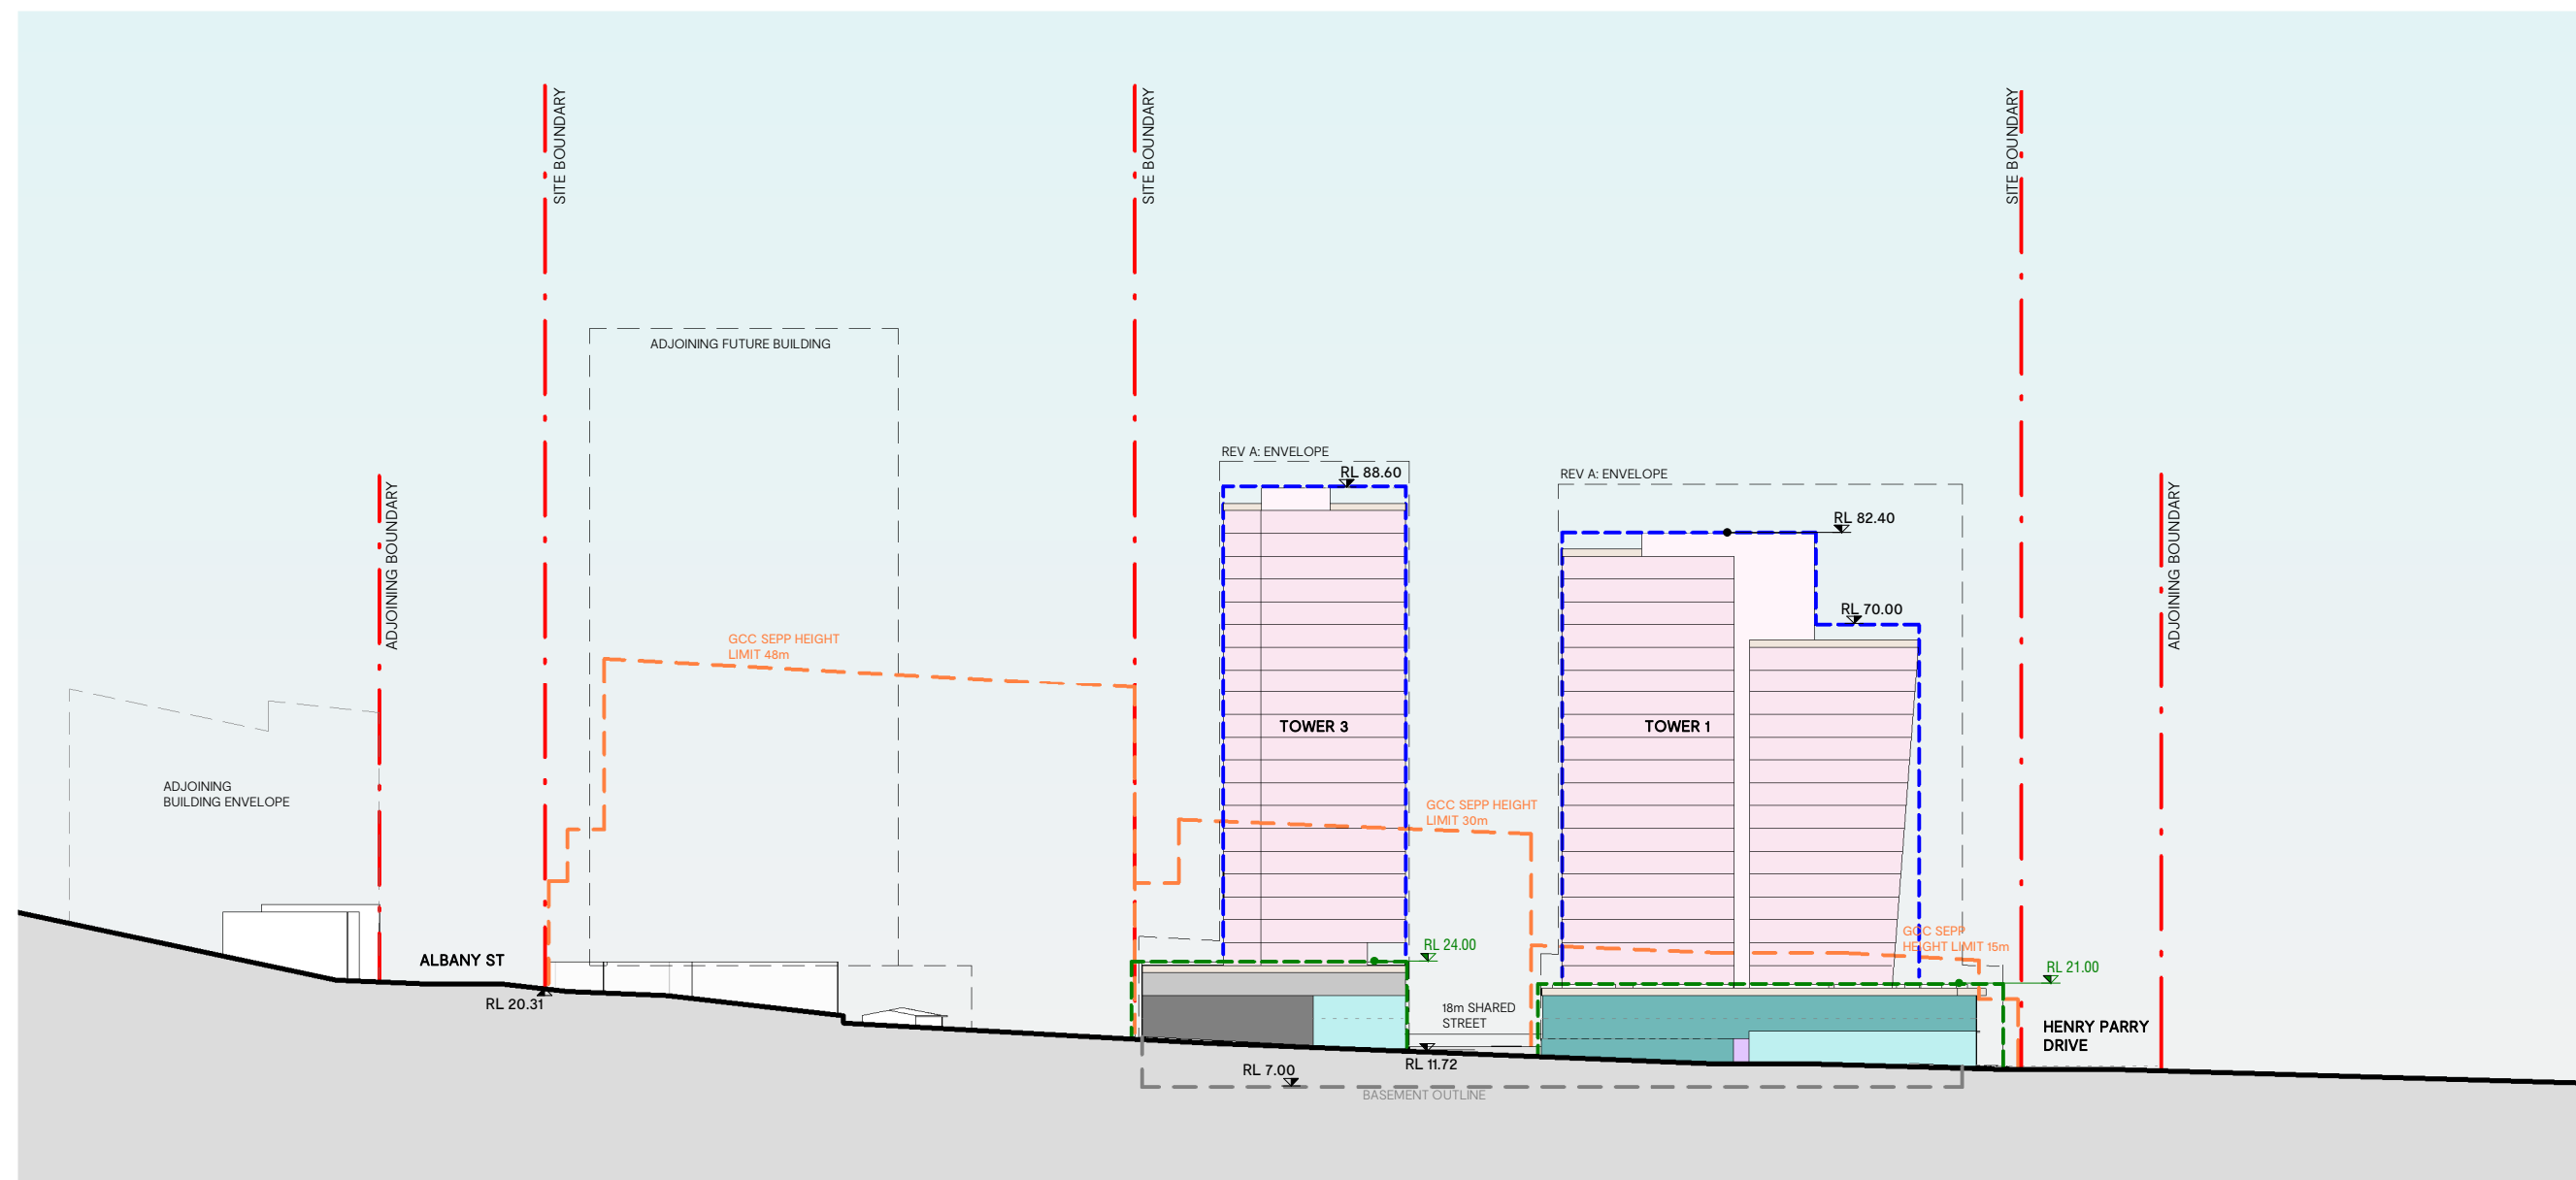 SITE BOUNDARY
SITE BOUNDARY
SITE BOUNDARY
ADJOINING FUTURE BUILDING
REV A: ENVELOPE
RL 88.60
REV A: ENVELOPE
RL 82.40
ADJOINING BOUNDARY
ADJOINING BOUNDARY
RL 70.00
GCC SEPP HEIGHT
LIMIT 48m
TOWER 3
TOWER 1
ADJOINING
BUILDING ENVELOPE
GCC SEPP HEIGHT
LIMIT 30m
GCC SEPP
HEIGHT LIMIT 15m
RL 24.00
ALBANY ST
RL 21.00
RL 20.31
18m SHARED
STREET
HENRY PARRY
DRIVE
RL 11.72
RL 7.00
BASEMENT OUTLINE